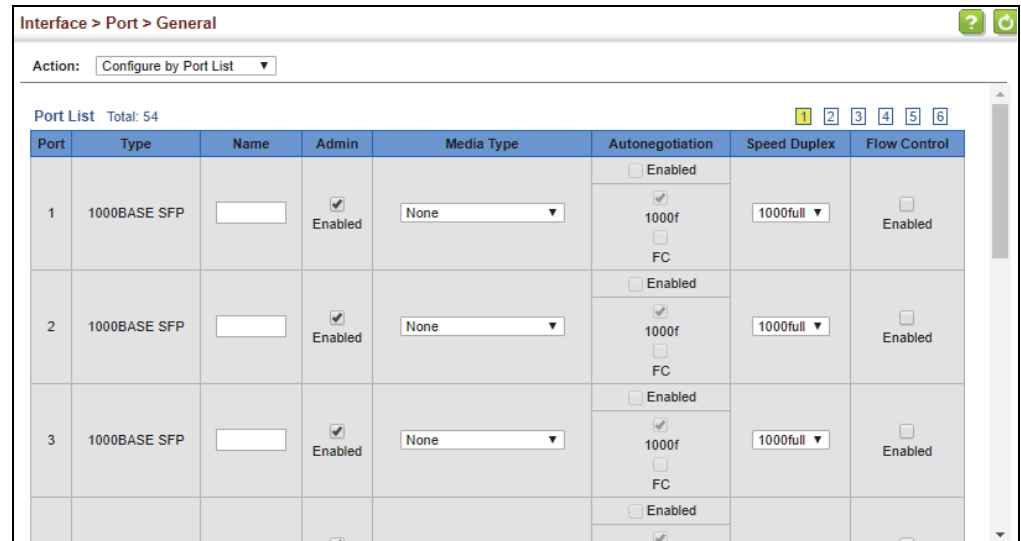 Interface > Port > General
?
Action: Configure by Port List
Port List Total: 54
1 2 3 4 5 6
Port Type Name Admin Media Type Autonegotiation Speed Duplex Flow Control
Enabled
1 1000BASE SFP Enabled None 1000f 1000full Enabled
FC
Enabled
2 1000BASE SFP Enabled None 1000f 1000full Enabled
FC
Enabled
3 1000BASE SFP Enabled None 1000f 1000full Enabled
FC
Enabled